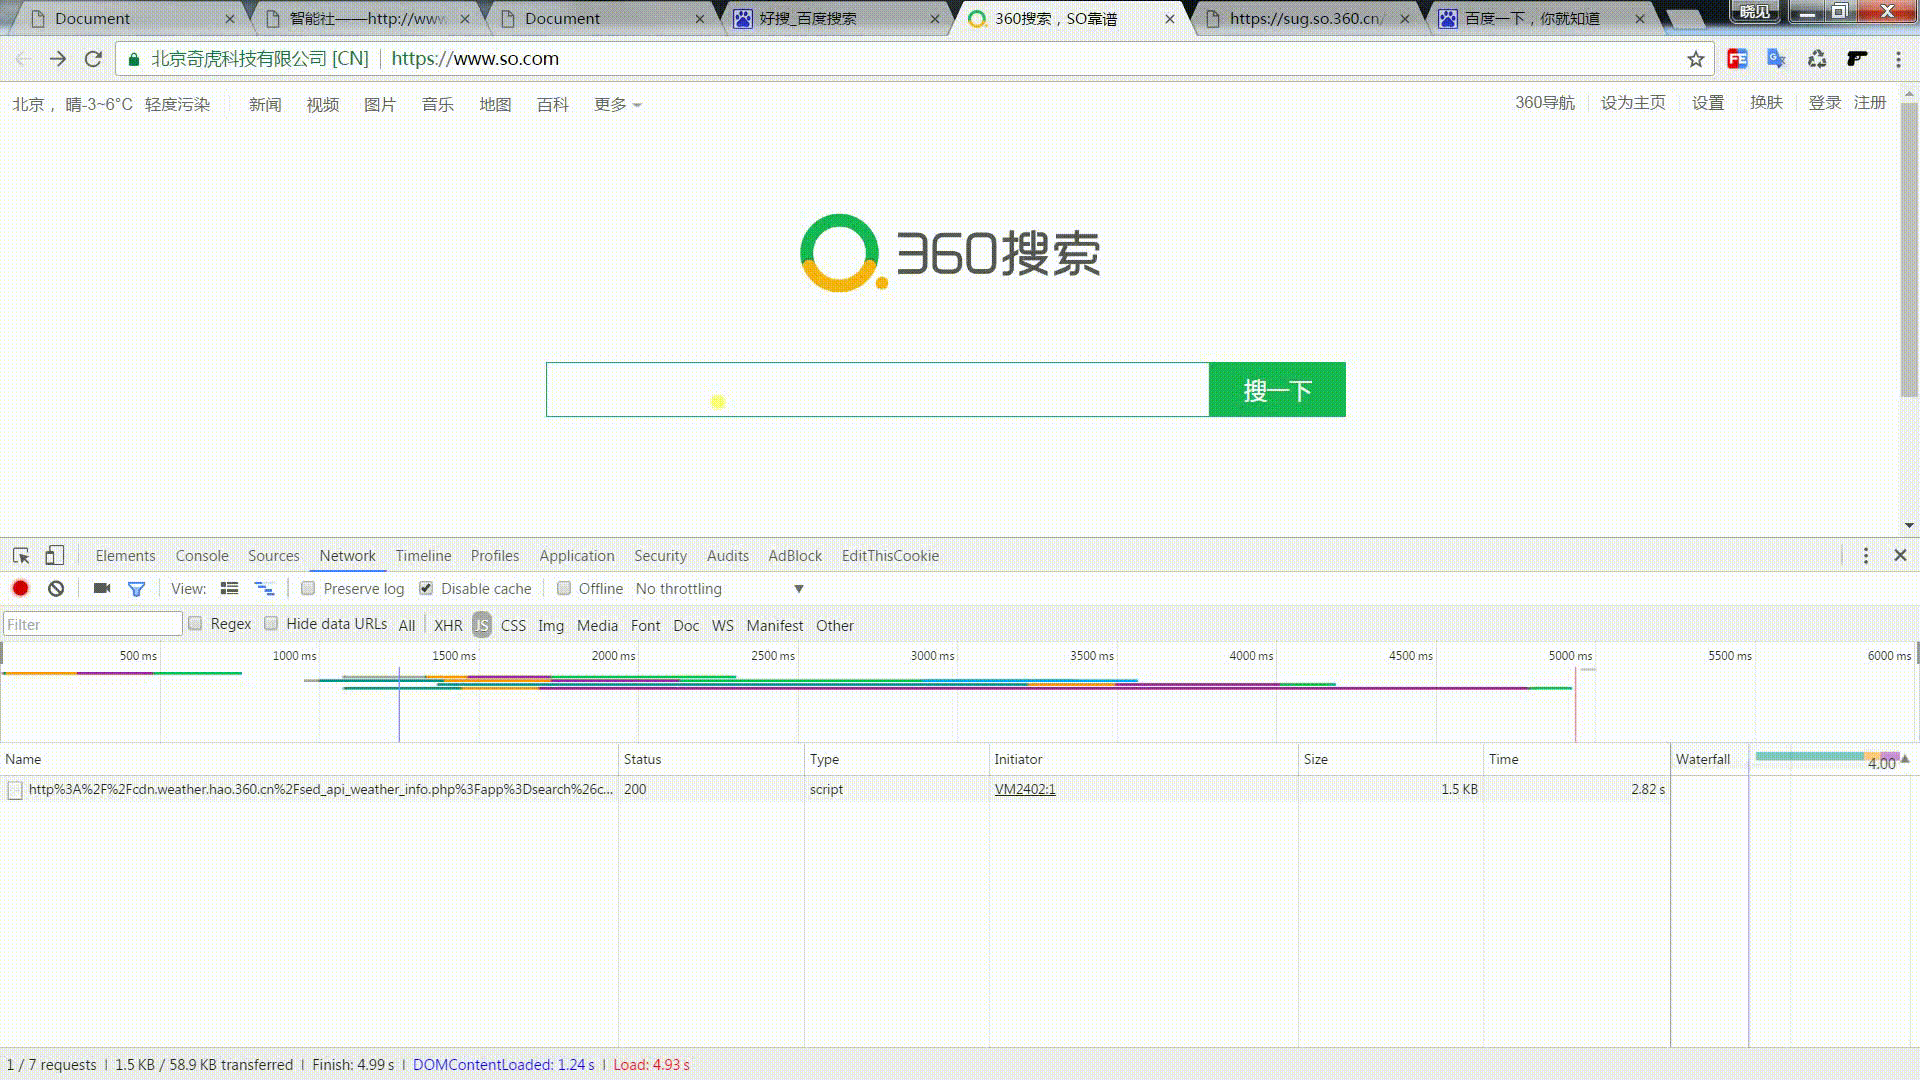 Document
智能社——http://www
Document
好搜_百度搜索
360搜索，SO靠谱
https://sug.so.360.cn/
百度一下，你就知道
晓见
北京奇虎科技有限公司 [CN] https://www.so.com
北京， 晴-3~6°C 轻度污染 新闻 视频 图片 音乐 地图 百科 更多
360导航 设为主页 设置 换肤 登录 注册
360搜索
搜一下
Elements Console Sources Network Timeline Profiles Application Security Audits AdBlock EditThisCookie
View: Preserve log Disable cache Offline No throttling
Filter Regex Hide data URLs All XHR JS CSS Img Media Font Doc WS Manifest Other
500 ms 1000 ms 1500 ms 2000 ms 2500 ms 3000 ms 3500 ms 4000 ms 4500 ms 5000 ms 5500 ms 6000 ms
Name Status Type Initiator Size Time Waterfall 4.00
http%3A%2F%2Fcdn.weather.hao.360.cn%2Fsed_api_weather_info.php%3Fapp%3Dsearch%26c... 200 script VM2402:1 1.5 KB 2.82 s
1 / 7 requests | 1.5 KB / 58.9 KB transferred | Finish: 4.99 s | DOMContentLoaded: 1.24 s | Load: 4.93 s